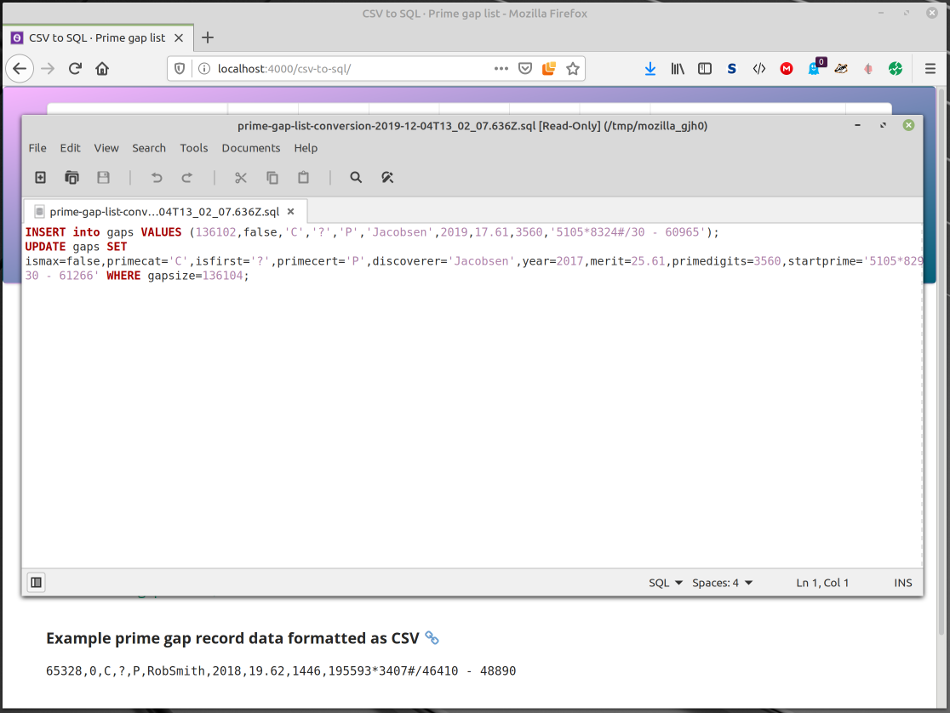 CSV to SQL · Prime gap list - Mozilla Firefox
CSV to SQL · Prime gap list
localhost:4000/csv-to-sql/
S
M
0
prime-gap-list-conversion-2019-12-04T13_02_07.636Z.sql [Read-Only] (/tmp/mozilla_gjh0)
File Edit View Search Tools Documents Help
prime-gap-list-conv...04T13_02_07.636Z.sql
INSERT into gaps VALUES (136102,false,'C','?','P','Jacobsen',2019,17.61,3560,'5105*8324#/30 - 60965');
UPDATE gaps SET
ismax=false,primecat='C',isfirst='?',primecert='P',discoverer='Jacobsen',year=2017,merit=25.61,primedigits=3560,startprime='5105*829
30 - 61266' WHERE gapsize=136104;
SQL Spaces: 4 Ln 1, Col 1 INS
Example prime gap record data formatted as CSV
65328,0,C,?,P,RobSmith,2018,19.62,1446,195593*3407#/46410 - 48890